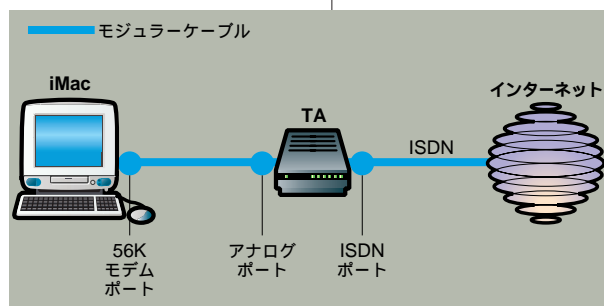 モジュラーケーブル
iMac
インターネット
TA
ISDN
56K
モデム
ポート
アナログ
ポート
ISDN
ポート